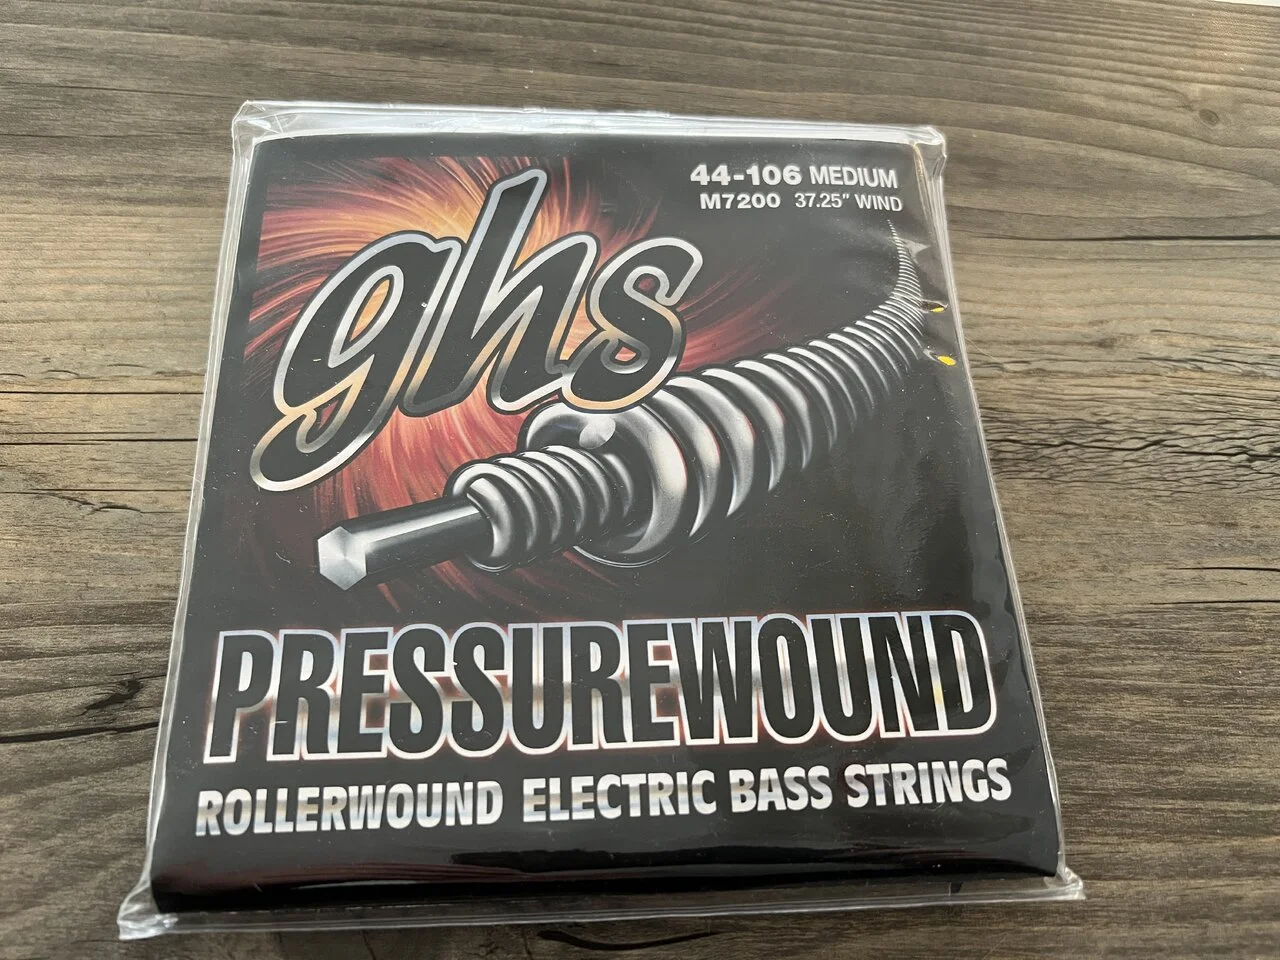 44-106 MEDIUM
M7200 37.25" WIND
ghs
PRESSUREWOUND
ROLLERWOUND ELECTRIC BASS STRINGS